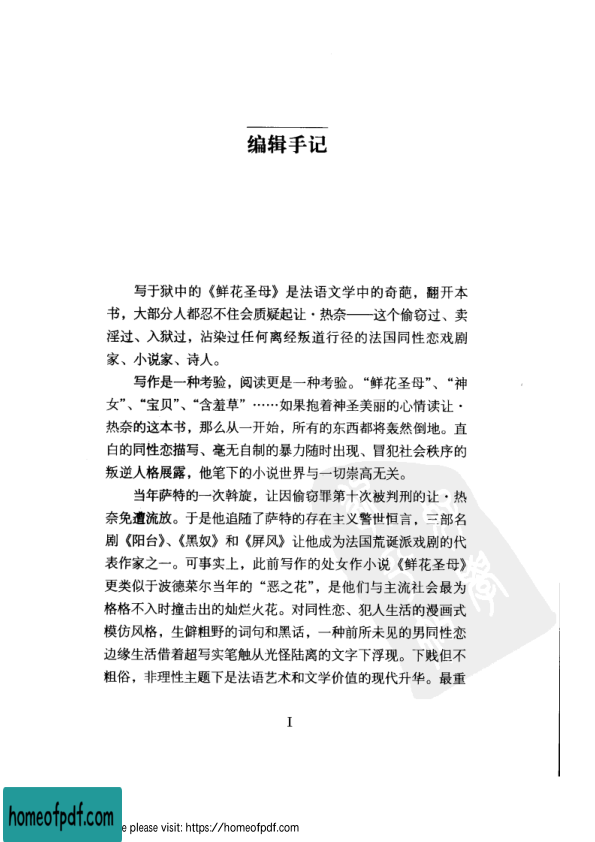 编辑手记
写于狱中的《鲜花圣母》是法语文学中的奇葩，翻开本
书，大部分人都忍不住会质疑起让·热奈——这个偷窃过、卖
淫过、入狱过，沾染过任何离经叛道行径的法国同性恋戏剧
家、小说家、诗人。
写作是一种考验，阅读更是一种考验。“鲜花圣母”、“神
女”、“宝贝”、“含羞草”……如果抱着神圣美丽的心情读让·
热奈的这本书，那么从一开始，所有的东西都将轰然倒地。直
白的同性恋描写、毫无自制的暴力随时出现、冒犯社会秩序的
叛逆人格展露，他笔下的小说世界与一切崇高无关。
当年萨特的一次斡旋，让因偷窃罪第十次被判刑的让·热
奈免遭流放。于是他追随了萨特的存在主义警世恒言，三部名
剧《阳台》、《黑奴》和《屏风》让他成为法国荒诞派戏剧的代
表作家之一。可事实上，此前写作的处女作小说《鲜花圣母》
更类似于波德莱尔当年的“恶之花”，是他们与主流社会最为
格格不入时撞击出的灿烂火花。对同性恋、犯人生活的漫画式
模仿风格，生僻粗野的词句和黑话，一种前所未见的男同性恋
边缘生活借着超写实笔触从光怪陆离的文字下浮现。下贱但不
粗俗，非理性主题下是法语艺术和文学价值的现代升华。最重
I
homeofpdf.com
e please visit: https://homeofpdf.com